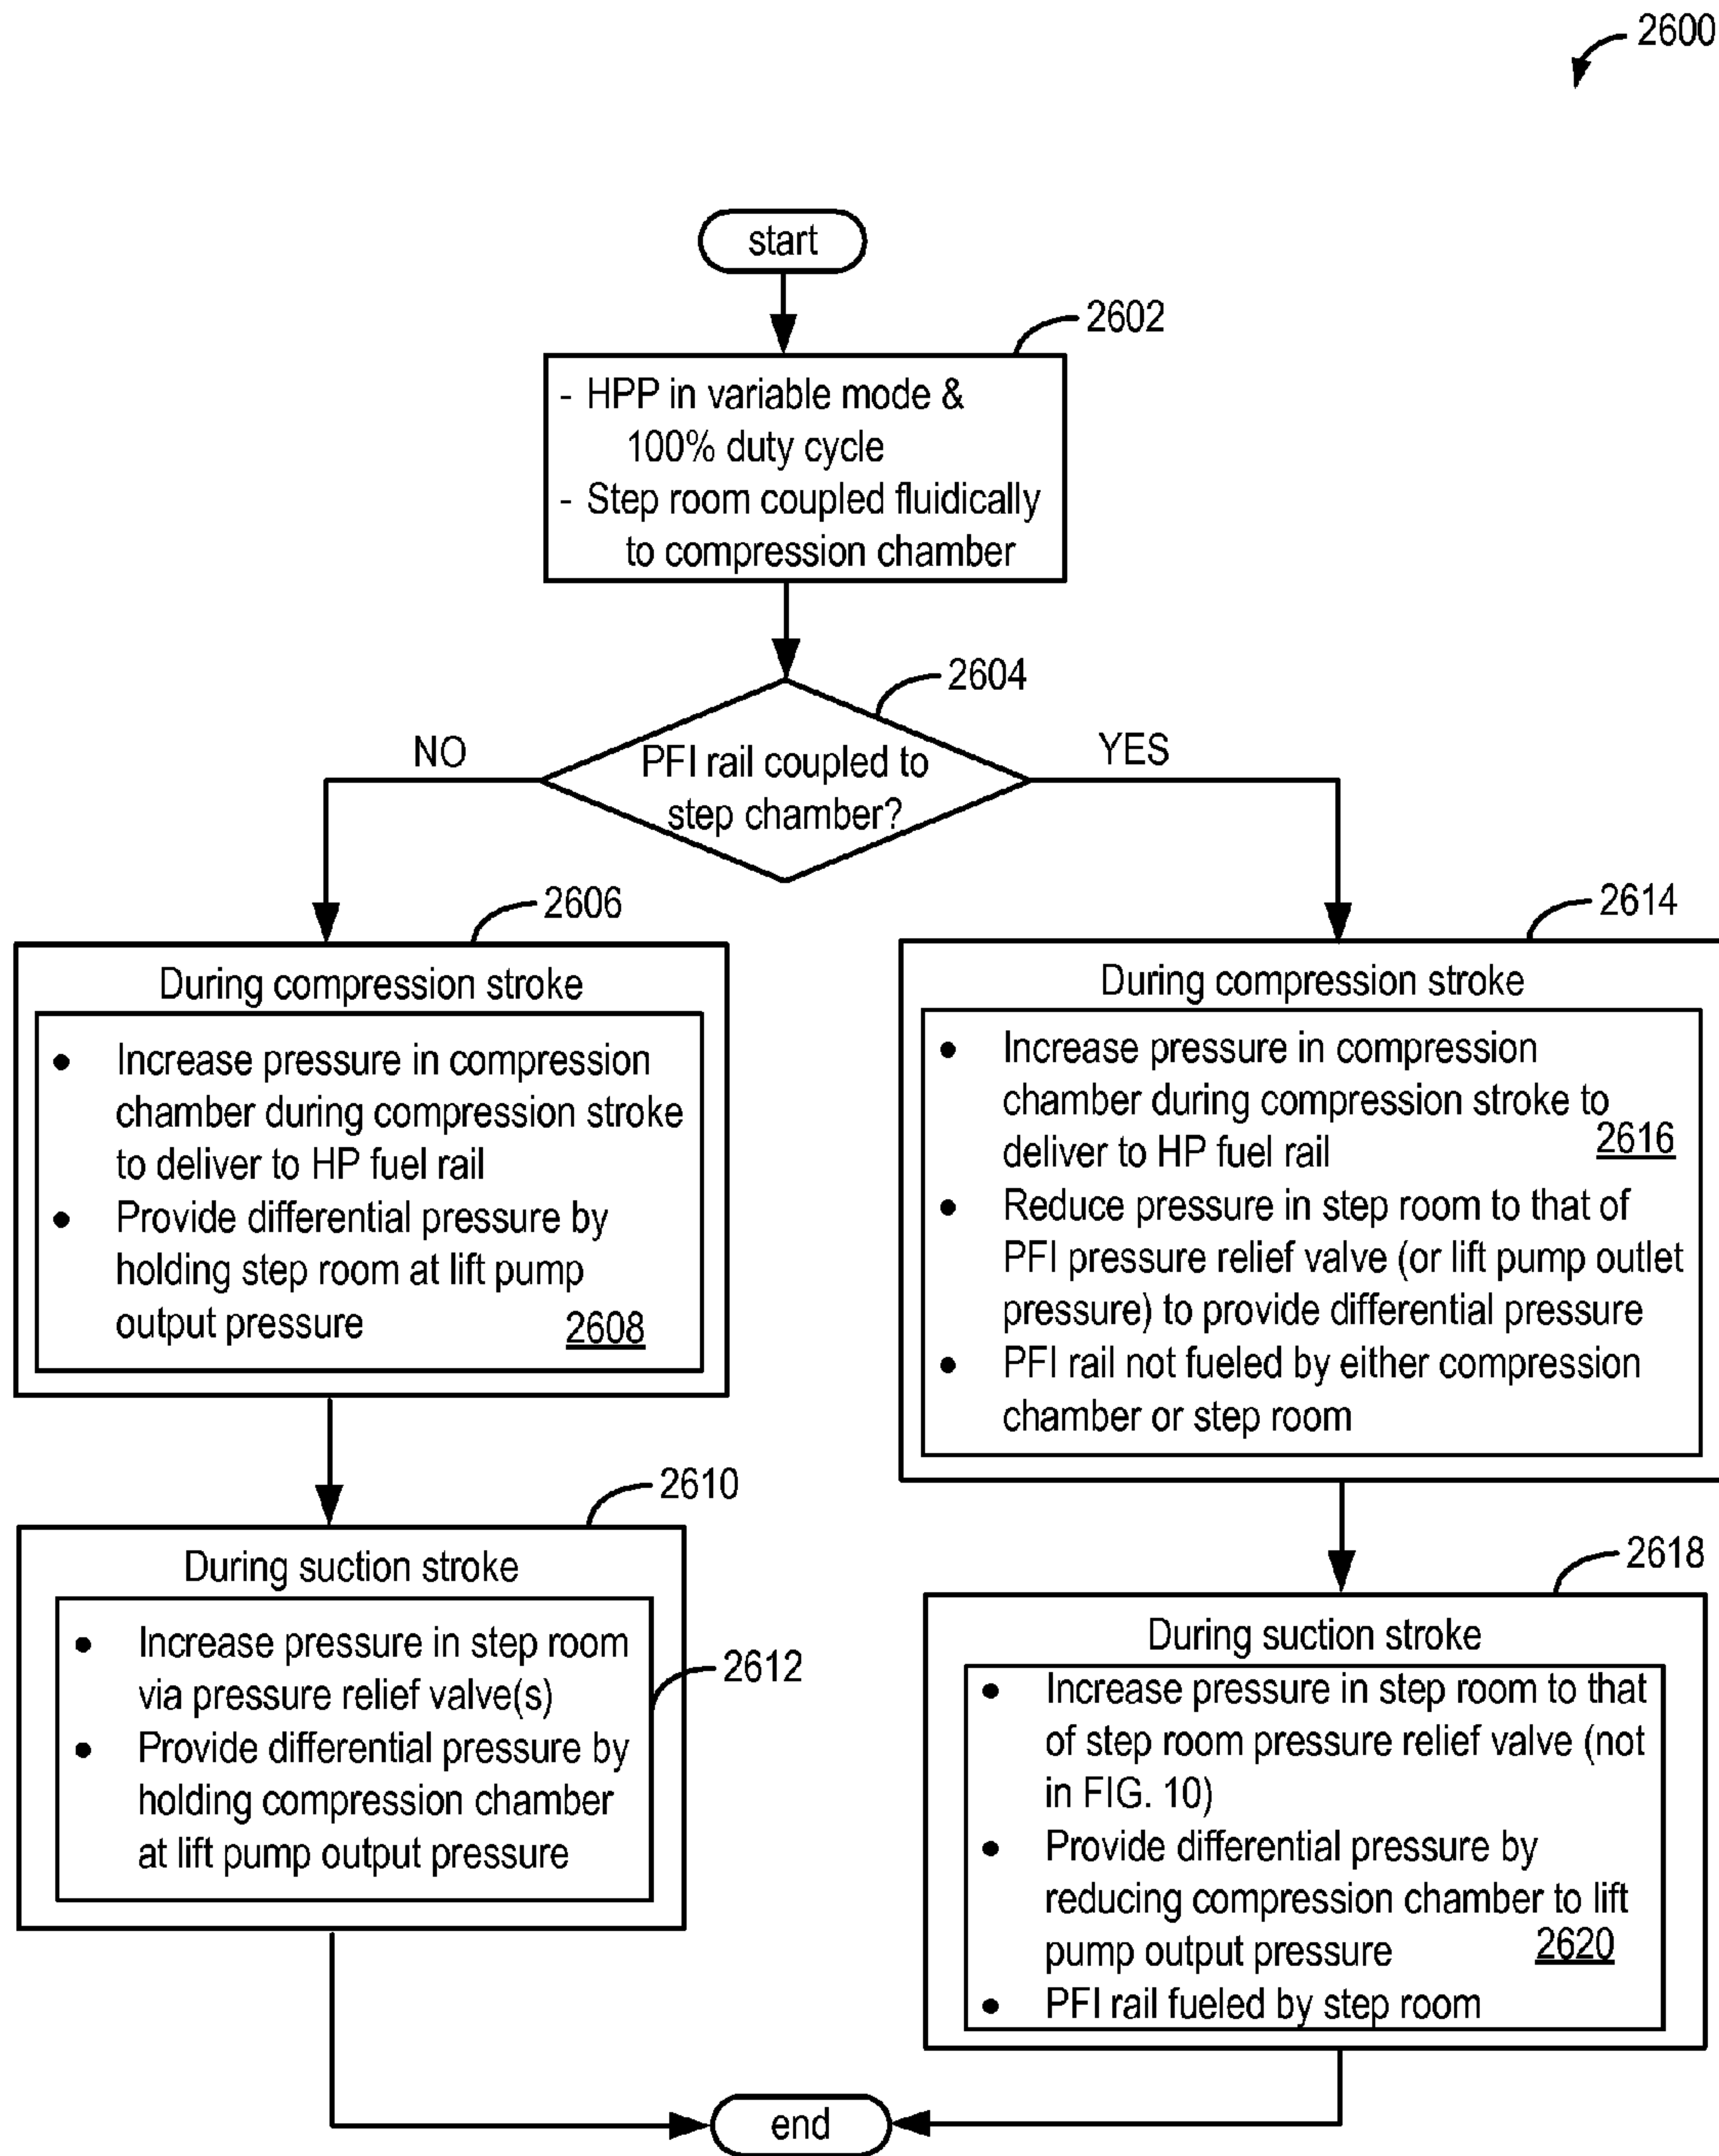 2600
start
2602
- HPP in variable mode &
100% duty cycle
- Step room coupled fluidically
to compression chamber
2604
NO
PFI rail coupled to
step chamber?
YES
2606
During compression stroke
• Increase pressure in compression
chamber during compression stroke
to deliver to HP fuel rail
• Provide differential pressure by
holding step room at lift pump
output pressure
2608
2610
During suction stroke
• Increase pressure in step room
via pressure relief valve(s)
• Provide differential pressure by
holding compression chamber
at lift pump output pressure
2612
2614
During compression stroke
• Increase pressure in compression
chamber during compression stroke to
deliver to HP fuel rail
2616
• Reduce pressure in step room to that of
PFI pressure relief valve (or lift pump outlet
pressure) to provide differential pressure
• PFI rail not fueled by either compression
chamber or step room
2618
During suction stroke
• Increase pressure in step room to that
of step room pressure relief valve (not
in FIG. 10)
• Provide differential pressure by
reducing compression chamber to lift
pump output pressure
2620
• PFI rail fueled by step room
end